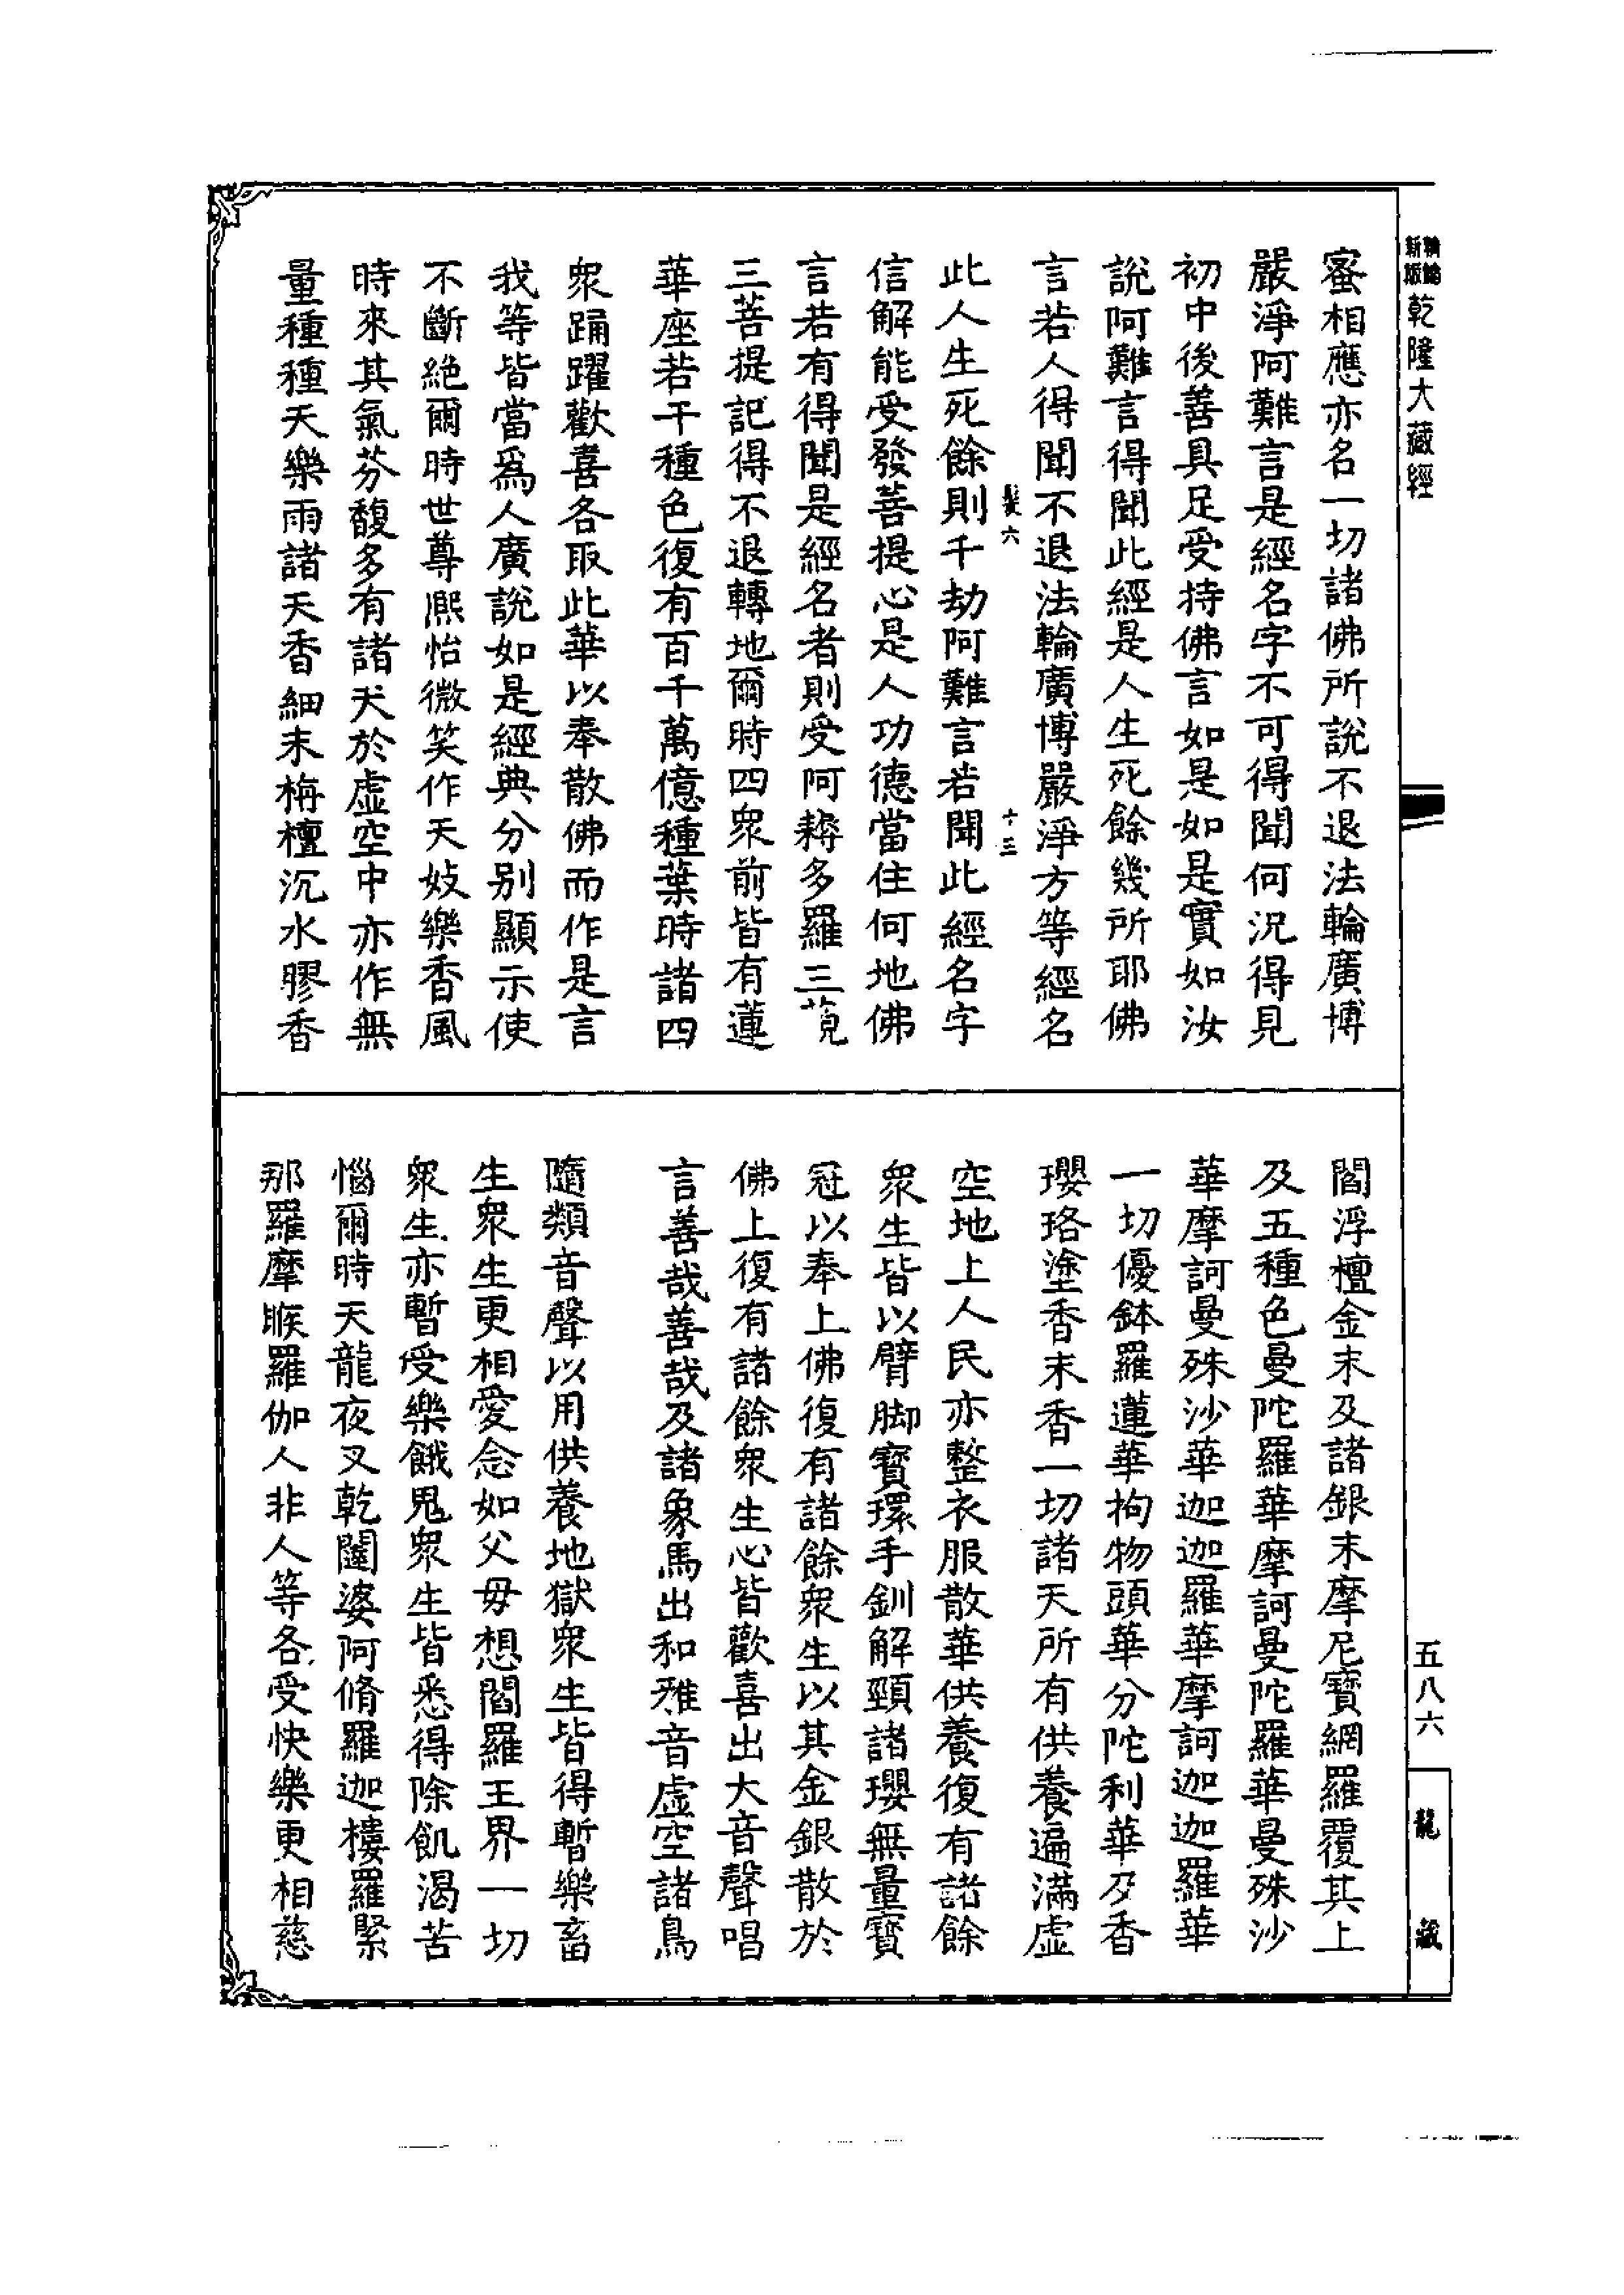 新編縮版 乾隆大藏經
蜜相應亦名一切諸佛所說不退法輪廣博
嚴淨阿難言是經名字不可得聞何況得見
初中後善具足受持佛言如是如是實如汝
說阿難言得聞此經是人生死餘幾所耶佛
言若人得聞不退法輪廣博嚴淨方等經名
髮六 十三
此人生死餘則千劫阿難言若聞此經名字
信解能受發菩提心是人功德當住何地佛
言若有得聞是經名者則受阿耨多羅三藐
三菩提記得不退轉地爾時四眾前皆有蓮
華座若干種色復有百千萬億種葉時諸四
眾踊躍歡喜各取此華以奉散佛而作是言
我等皆當爲人廣說如是經典分別顯示使
不斷絕爾時世尊熈怡微笑作天妓樂香風
時來其氣芬馥多有諸天於虛空中亦作無
量種種天樂雨諸天香細末栴檀沉水膠香
閻浮檀金末及諸銀末摩尼寶網羅覆其上
及五種色曼陀羅華摩訶曼陀羅華曼殊沙
華摩訶曼殊沙華迦迦羅華摩訶迦迦羅華
一切優鉢羅蓮華拘物頭華分陀利華及香
瓔珞塗香末香一切諸天所有供養遍滿虛
空地上人民亦整衣服散華供養復有諸餘
眾生皆以臂脚寶環手釧解頸諸瓔無量寶
冠以奉上佛復有諸餘眾生以其金銀散於
佛上復有諸餘眾生心皆歡喜出大音聲唱
言善哉善哉及諸象馬出和雅音虛空諸鳥
隨類音聲以用供養地獄眾生皆得暫樂畜
生眾生更相愛念如父母想閻羅王界一切
眾生亦暫受樂餓鬼眾生皆悉得除飢渴苦
惱爾時天龍夜叉乾闥婆阿脩羅迦樓羅緊
那羅摩睺羅伽人非人等各受快樂更相慈
五八六
龍藏